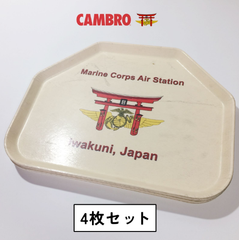 CAMBRO
Marine Corps Air Station
Iwakuni, Japan
4枚セット